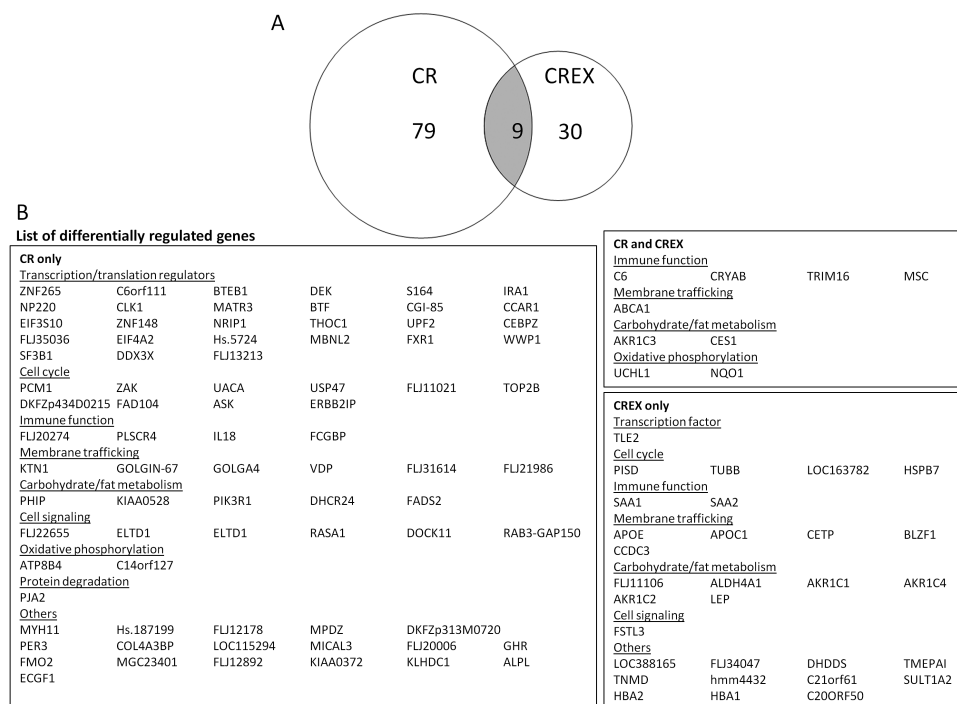 A
CR
CREX
79
9
30
B
List of differentially regulated genes
CR only
Transcription/translation regulators
ZNF265 C6orf111 BTEB1 DEK S164 IRA1
NP220 CLK1 MATR3 BTF CGI-85 CCAR1
EIF3S10 ZNF148 NRIP1 THOC1 UPF2 CEBPZ
FLJ35036 EIF4A2 Hs.5724 MBNL2 FXR1 WWP1
SF3B1 DDX3X FLJ13213
Cell cycle
PCM1 ZAK UACA USP47 FLJ11021 TOP2B
DKFZp434D0215 FAD104 ASK ERBB2IP
Immune function
FLJ20274 PLSCR4 IL18 FCGBP
Membrane trafficking
KTN1 GOLGIN-67 GOLGA4 VDP FLJ31614 FLJ21986
Carbohydrate/fat metabolism
PHIP KIAA0528 PIK3R1 DHCR24 FADS2
Cell signaling
FLJ22655 ELTD1 ELTD1 RASA1 DOCK11 RAB3-GAP150
Oxidative phosphorylation
ATP8B4 C14orf127
Protein degradation
PJA2
Others
MYH11 Hs.187199 FLJ12178 MPDZ DKFZp313M0720
PER3 COL4A3BP LOC115294 MICAL3 FLJ20006 GHR
FMO2 MGC23401 FLJ12892 KIAA0372 KLHDC1 ALPL
ECGF1
CR and CREX
Immune function
C6 CRYAB TRIM16 MSC
Membrane trafficking
ABCA1
Carbohydrate/fat metabolism
AKR1C3 CES1
Oxidative phosphorylation
UCHL1 NQO1
CREX only
Transcription factor
TLE2
Cell cycle
PISD TUBB LOC163782 HSPB7
Immune function
SAA1 SAA2
Membrane trafficking
APOE APOC1 CETP BLZF1
CCDC3
Carbohydrate/fat metabolism
FLJ11106 ALDH4A1 AKR1C1 AKR1C4
AKR1C2 LEP
Cell signaling
FSTL3
Others
LOC388165 FLJ34047 DHDDS TMEPAI
TNMD hmm4432 C21orf61 SULT1A2
HBA2 HBA1 C20ORF50